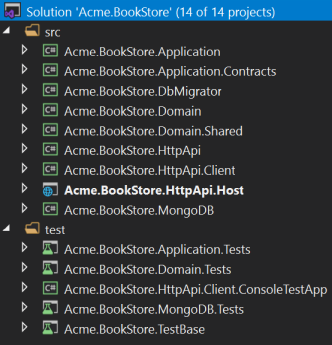 Solution 'Acme.BookStore' (14 of 14 projects)
src
Acme.BookStore.Application
Acme.BookStore.Application.Contracts
Acme.BookStore.DbMigrator
Acme.BookStore.Domain
Acme.BookStore.Domain.Shared
Acme.BookStore.HttpApi
Acme.BookStore.HttpApi.Client
Acme.BookStore.HttpApi.Host
Acme.BookStore.MongoDB
test
Acme.BookStore.Application.Tests
Acme.BookStore.Domain.Tests
Acme.BookStore.HttpApi.Client.ConsoleTestApp
Acme.BookStore.MongoDB.Tests
Acme.BookStore.TestBase